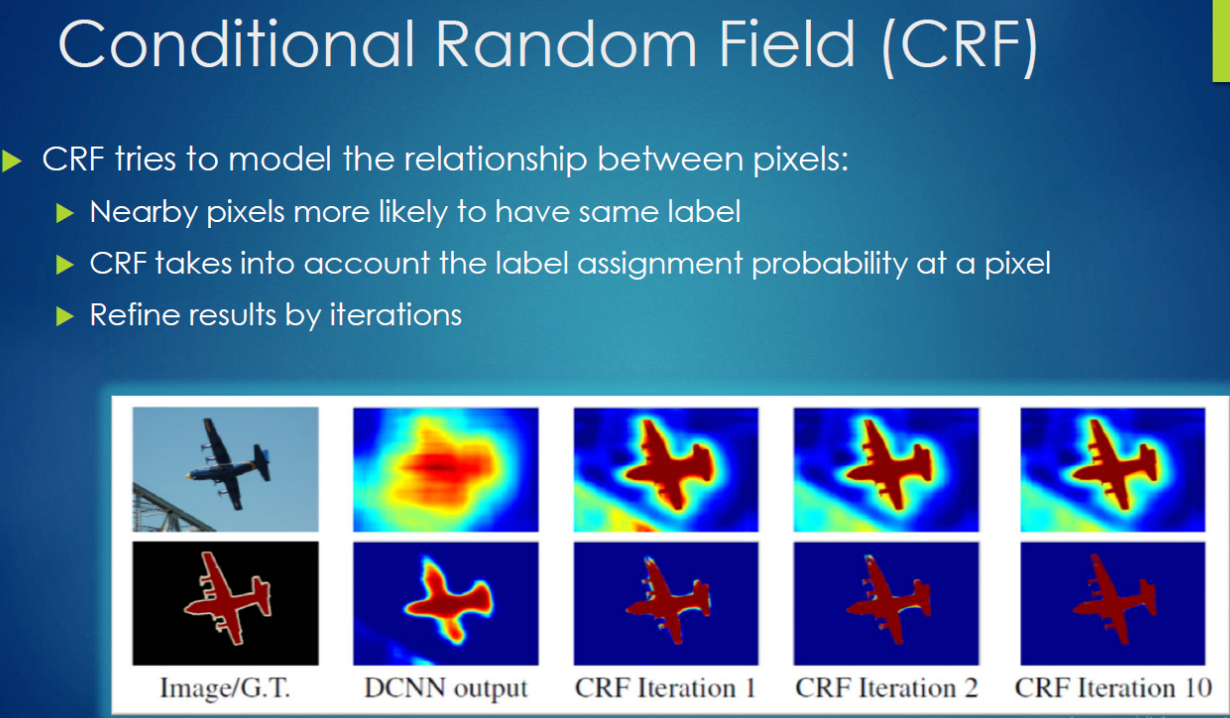 Conditional Random Field (CRF)
CRF tries to model the relationship between pixels:
Nearby pixels more likely to have same label
CRF takes into account the label assignment probability at a pixel
Refine results by iterations
Image/G.T.
DCNN output
CRF Iteration 1
CRF Iteration 2
CRF Iteration 10